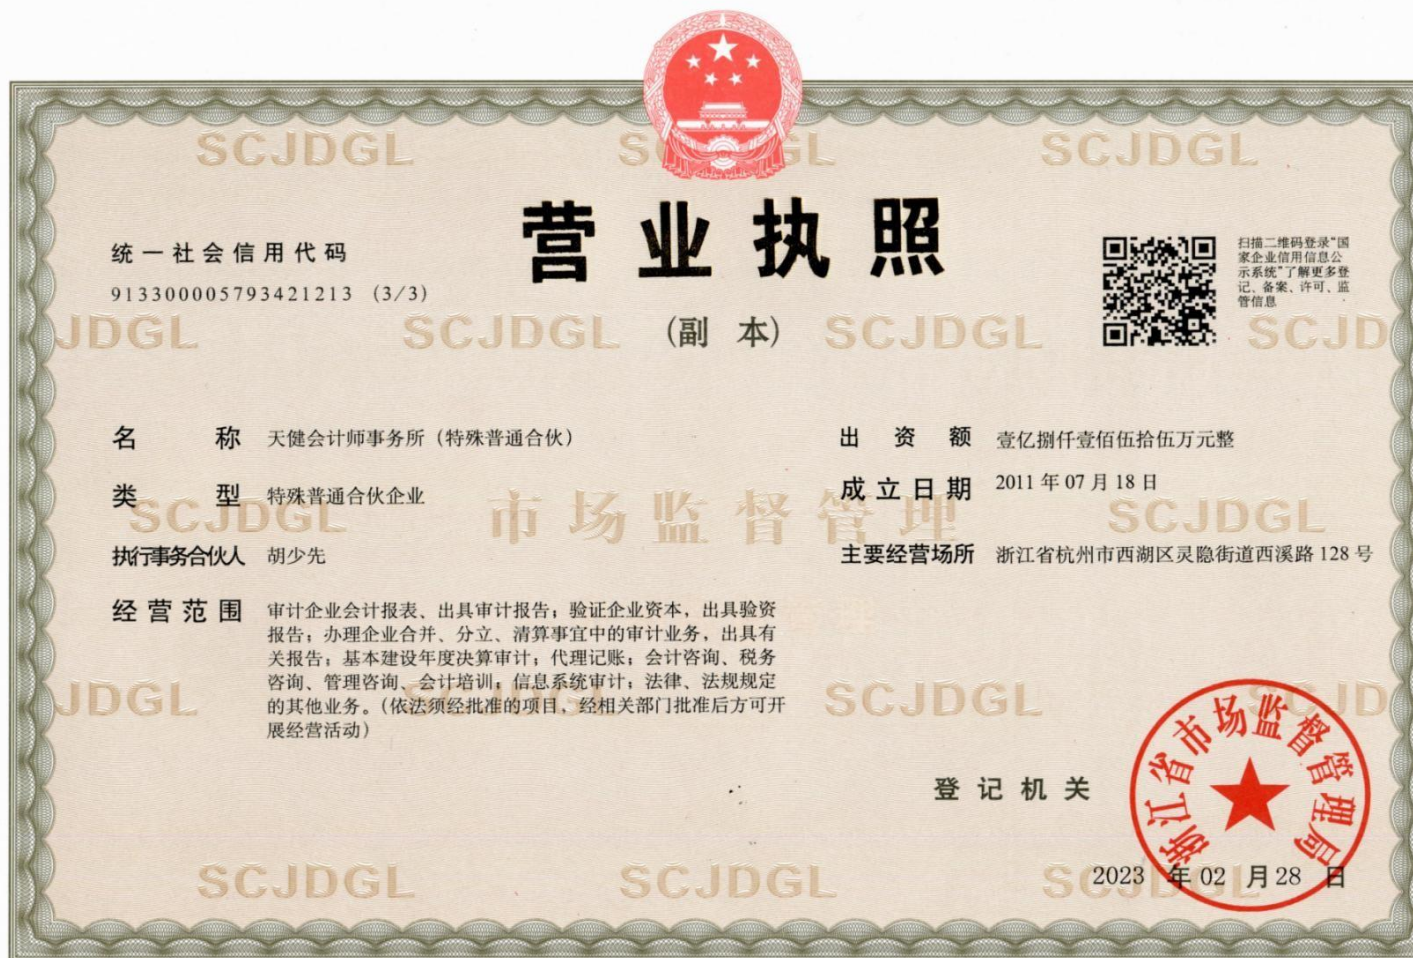 SCJDGL SCJDGL SCJDGL
营业执照
(副 本)
统一社会信用代码
913300005793421213 (3/3)
扫描二维码登录“国
家企业信用信息公
示系统”了解更多登
记、备案、许可、监
管信息
JDGL SCJDGL SCJDGL SCJD
名 称 天健会计师事务所（特殊普通合伙）
类 型 特殊普通合伙企业
执行事务合伙人 胡少先
经营范围 审计企业会计报表、出具审计报告；验证企业资本，出具验资
报告；办理企业合并、分立、清算事宜中的审计业务，出具有
关报告；基本建设年度决算审计；代理记账；会计咨询、税务
咨询、管理咨询、会计培训；信息系统审计；法律、法规规定
的其他业务。（依法须经批准的项目，经相关部门批准后方可开
展经营活动）
出 资 额 壹亿捌仟壹佰伍拾伍万元整
成立日期 2011 年 07 月 18 日
主要经营场所 浙江省杭州市西湖区灵隐街道西溪路 128 号
SCJDGL 市场监督管理 SCJDGL
JDGL SCJDGL SCJDGL SCJD
登记机关
浙江省市场监督管理局
2023 年 02 月 28 日
SCJDGL SCJDGL SCJDGL